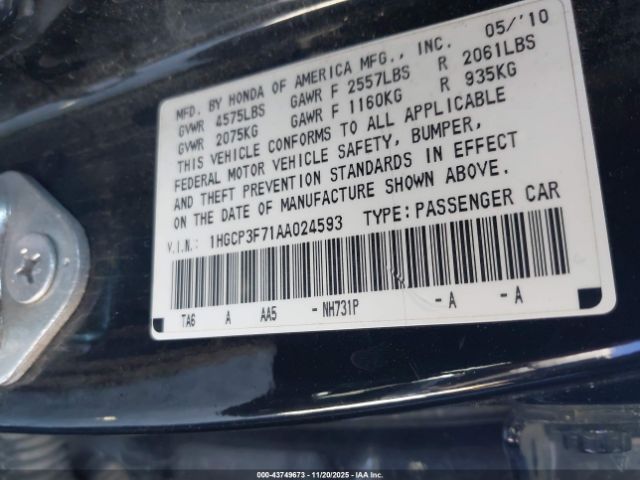 MFD. BY HONDA OF AMERICA MFG., INC. 05/'10
GVWR 4575LBS GAWR F 2557LBS R 2061LBS
GVWR 2075KG GAWR F 1160KG R 935KG
THIS VEHICLE CONFORMS TO ALL APPLICABLE
FEDERAL MOTOR VEHICLE SAFETY, BUMPER,
AND THEFT PREVENTION STANDARDS IN EFFECT
ON THE DATE OF MANUFACTURE SHOWN ABOVE.
V.I.N.: 1HGCP3F71AA024593 TYPE: PASSENGER CAR
TA6 A AA5 - NH731P - A - A
000-43749673 - 11/20/2025 - IAAI.COM